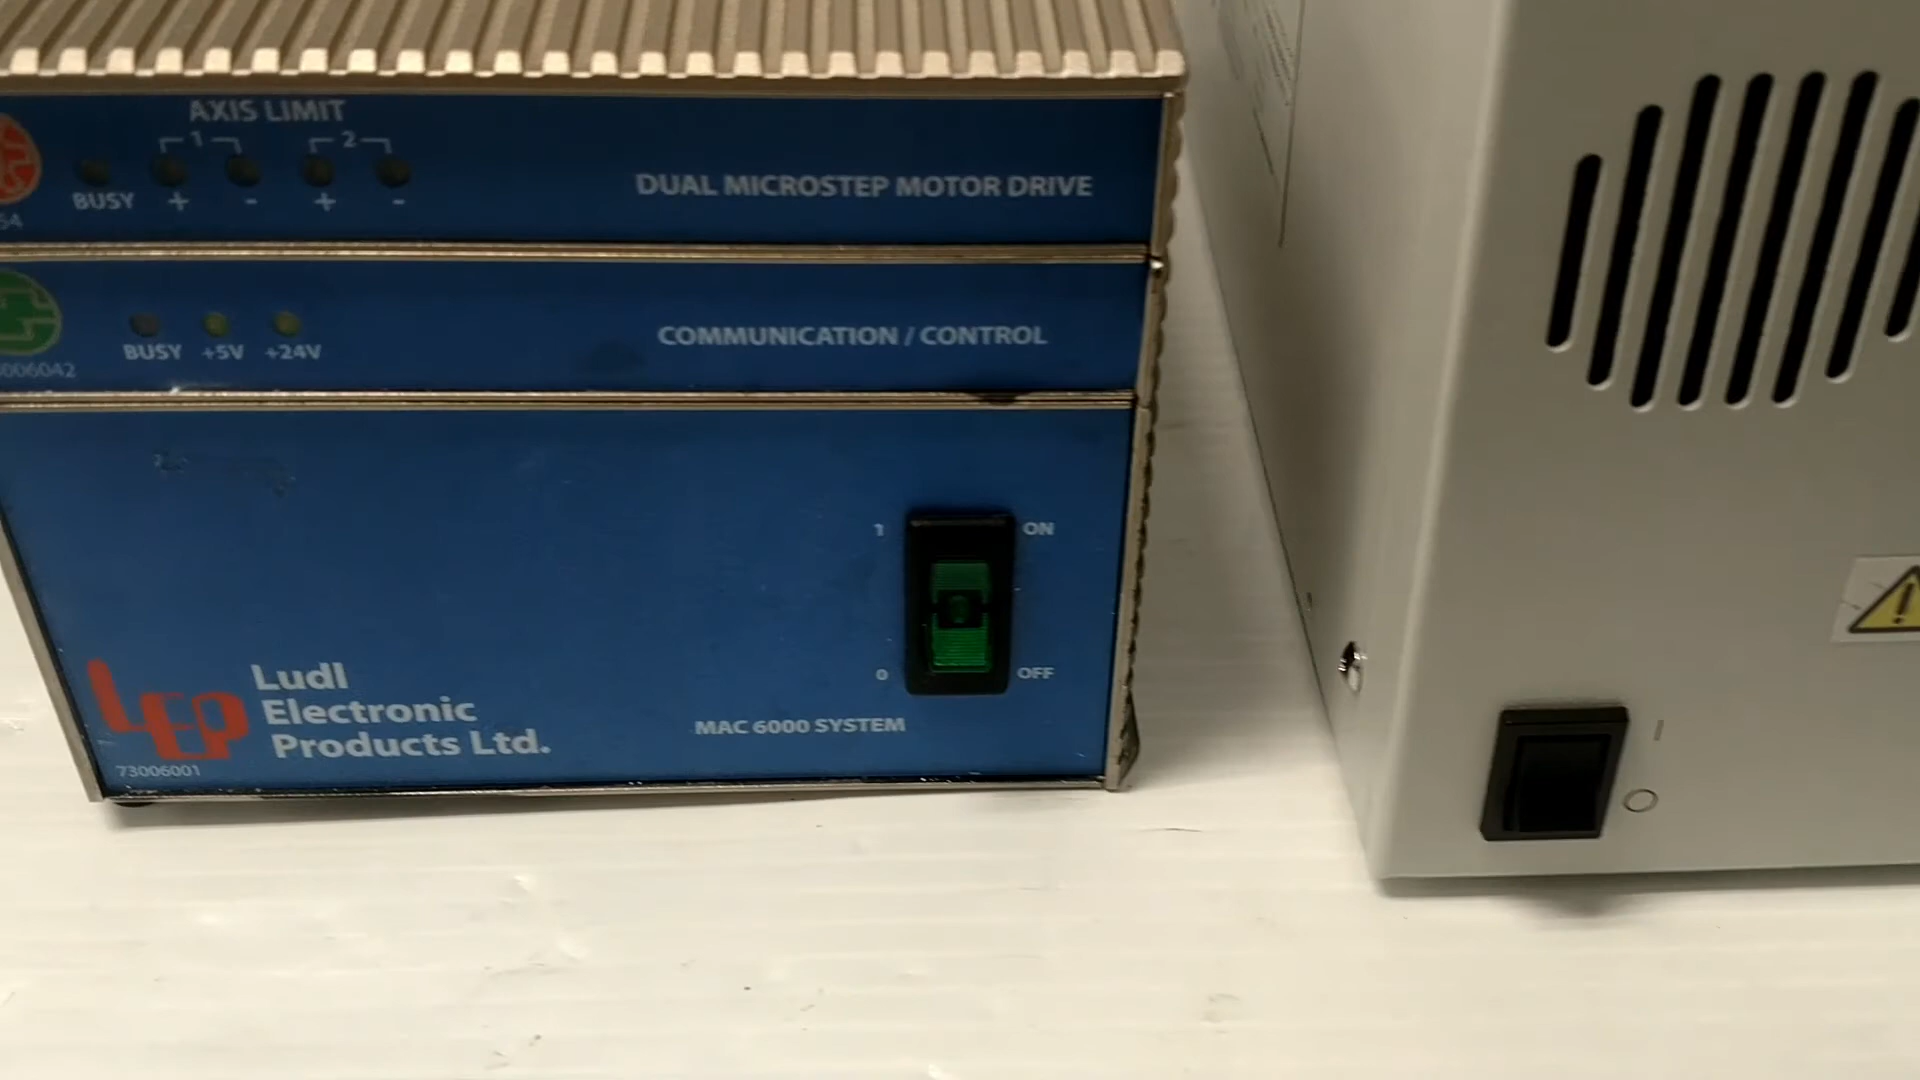 AXIS LIMIT
1 2
BUSY + - + -
DUAL MICROSTEP MOTOR DRIVE
BUSY +5V +24V
COMMUNICATION / CONTROL
1 ON
0 OFF
LEP
Ludl
Electronic
Products Ltd.
MAC 6000 SYSTEM
73006001